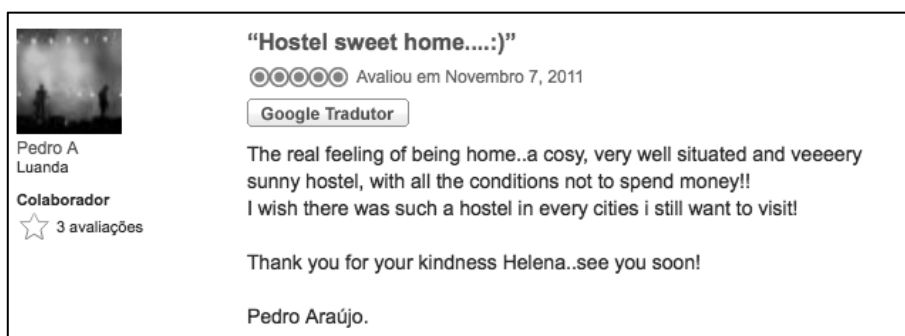 “Hostel sweet home....:)”
Avaliou em Novembro 7, 2011
Google Tradutor
Pedro A
Luanda
Colaborador
3 avaliações
The real feeling of being home..a cosy, very well situated and veeeery
sunny hostel, with all the conditions not to spend money!!
I wish there was such a hostel in every cities i still want to visit!
Thank you for your kindness Helena..see you soon!
Pedro Araújo.